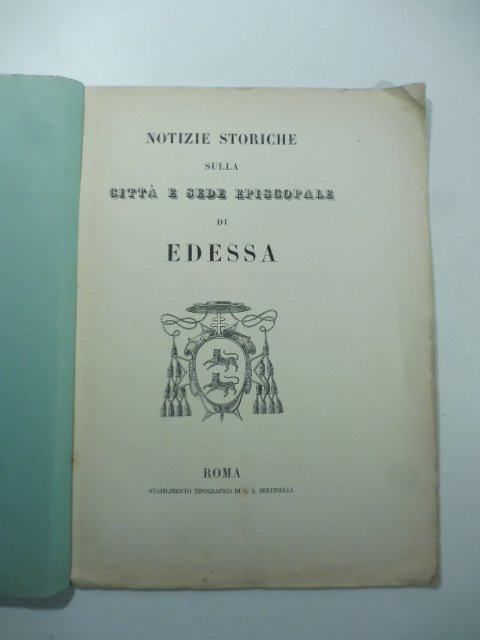 NOTIZIE STORICHE
SULLA
CITTÀ E SEDE EPISCOPALE
DI
EDESSA
ROMA
STABILIMENTO TIPOGRAFICO DI G. A. BERTINELLI